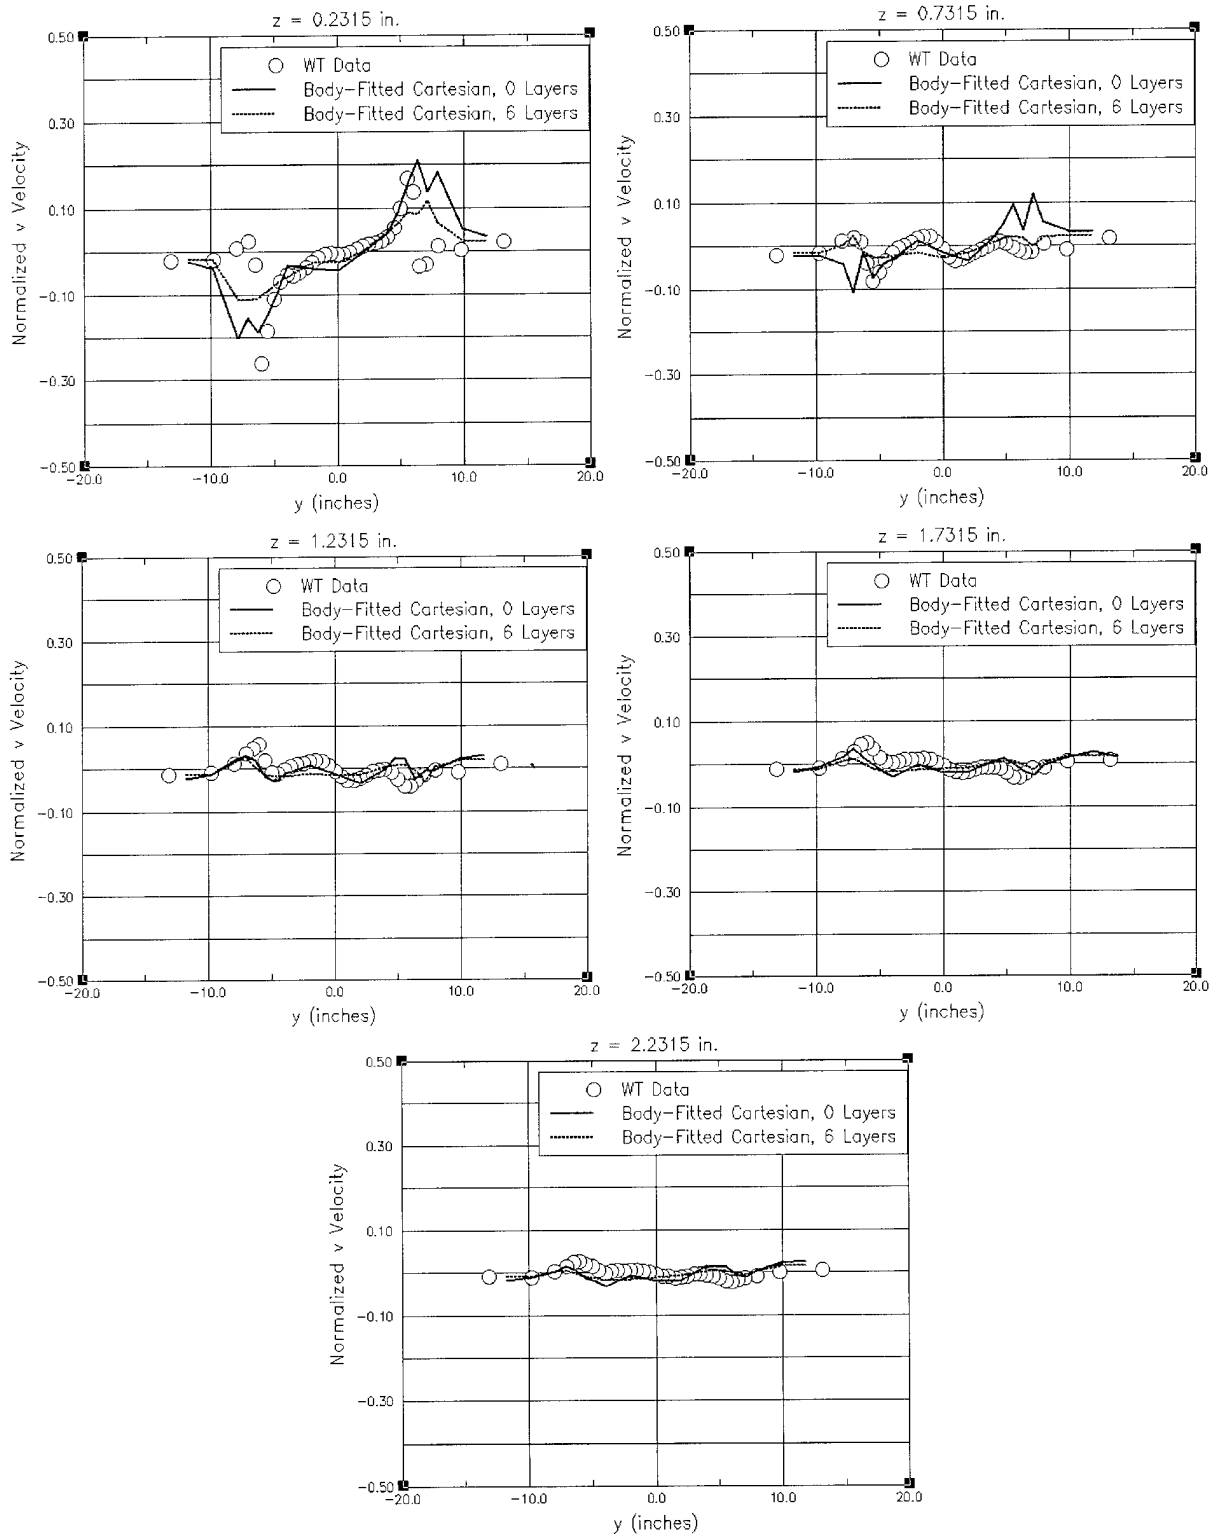 z = 0.2315 in.
0.50
WT Data
Body-Fitted Cartesian, 0 Layers
Body-Fitted Cartesian, 6 Layers
0.30
0.10
-0.10
-0.30
-0.50
Normalized v Velocity
-20.0 -10.0 0.0 10.0 20.0
y (inches)
z = 0.7315 in.
0.50
WT Data
Body-Fitted Cartesian, 0 Layers
Body-Fitted Cartesian, 6 Layers
0.30
0.10
-0.10
-0.30
-0.50
Normalized v Velocity
-20.0 -10.0 0.0 10.0 20.0
y (inches)
z = 1.2315 in.
0.50
WT Data
Body-Fitted Cartesian, 0 Layers
Body-Fitted Cartesian, 6 Layers
0.30
0.10
-0.10
-0.30
-0.50
Normalized v Velocity
-20.0 -10.0 0.0 10.0 20.0
y (inches)
z = 1.7315 in.
0.50
WT Data
Body-Fitted Cartesian, 0 Layers
Body-Fitted Cartesian, 6 Layers
0.30
0.10
-0.10
-0.30
-0.50
Normalized v Velocity
-20.0 -10.0 0.0 10.0 20.0
y (inches)
z = 2.2315 in.
0.50
WT Data
Body-Fitted Cartesian, 0 Layers
Body-Fitted Cartesian, 6 Layers
0.30
0.10
-0.10
-0.30
-0.50
Normalized v Velocity
-20.0 -10.0 0.0 10.0 20.0
y (inches)